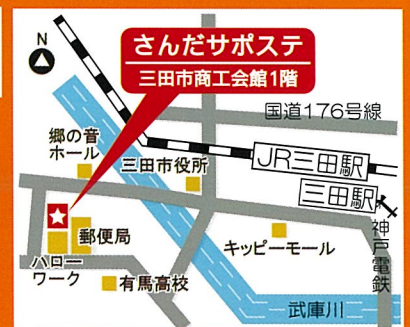 さんだサポステ
三田市商工会館1階
N
国道176号線
郷の音
ホール
三田市役所
JR三田駅
三田駅
神戸電鉄
郵便局
キッピーモール
ハロー
ワーク
有馬高校
武庫川